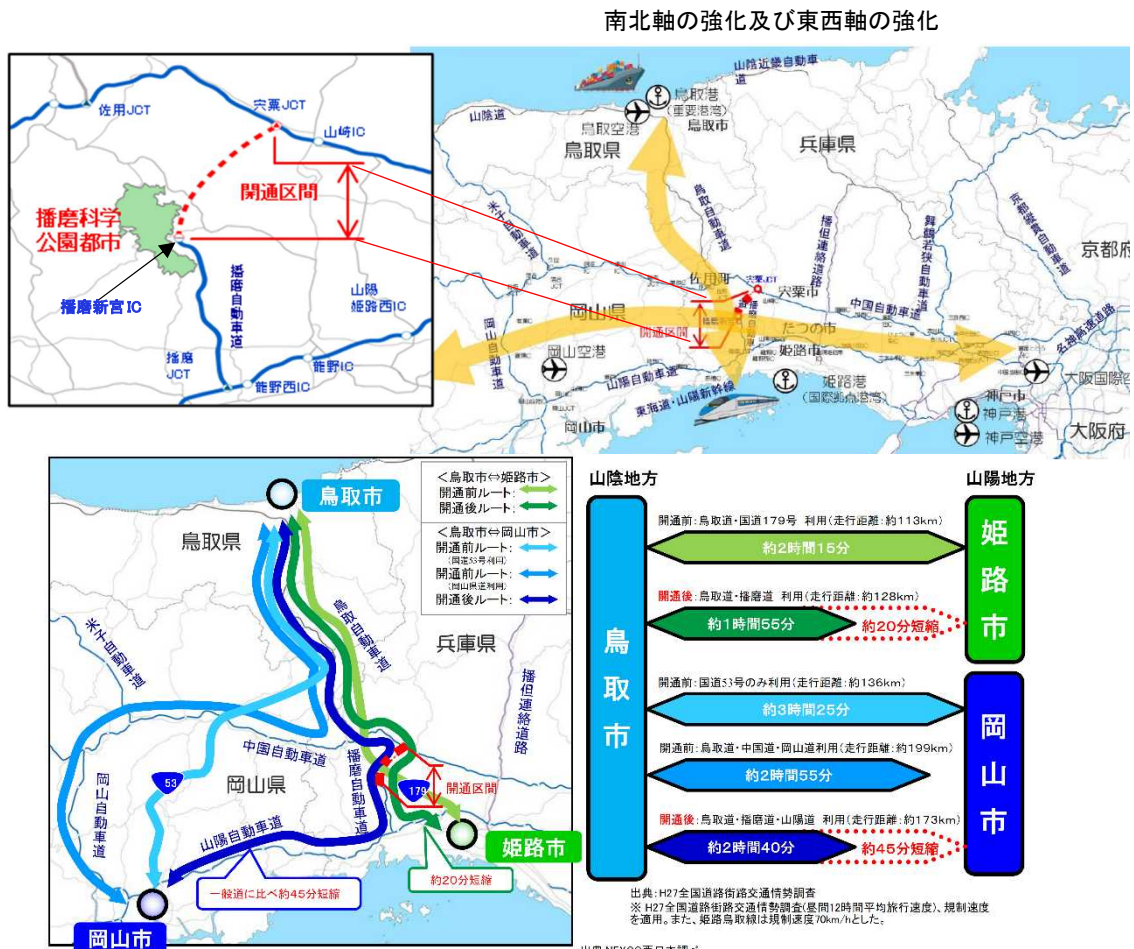 南北軸の強化及び東西軸の強化
佐用JCT
宍粟JCT
山崎IC
開通区間
播磨科学
公園都市
播磨新宮IC
播磨自動車道
山陽
姫路西IC
播磨
JCT
龍野IC
龍野西IC
山陰近畿自動車道
山陰道
鳥取港
(重要港湾)
鳥取空港
鳥取市
鳥取県
兵庫県
米子自動車道
鳥取自動車道
播但連絡道路
舞鶴若狭自動車道
京都縦貫自動車道
京都府
佐用町
宍粟JCT
宍粟市
岡山県
中国自動車道
開通区間
たつの市
姫路市
名神高速道路
岡山自動車道
岡山空港
山陽自動車道
東海道・山陽新幹線
姫路港
(国際拠点港湾)
岡山市
大阪国際空
神戸市
神戸港
神戸空港
大阪府
鳥取市
鳥取県
<鳥取市⇔姫路市>
開通前ルート:
開通後ルート:
<鳥取市⇔岡山市>
開通前ルート:
(国道53号利用)
開通前ルート:
(岡山県道利用)
開通後ルート:
米子自動車道
鳥取自動車道
兵庫県
播但連絡道路
中国自動車道
播磨自動車道
岡山県
53
179
開通区間
岡山自動車道
山陽自動車道
姫路市
一般道に比べ約45分短縮
約20分短縮
岡山市
山陰地方
山陽地方
鳥取市
姫路市
岡山市
開通前:鳥取道・国道179号 利用(走行距離:約113km)
約2時間15分
開通後:鳥取道・播磨道 利用(走行距離:約128km)
約1時間55分
約20分短縮
開通前:国道53号のみ利用(走行距離:約136km)
約3時間25分
開通前:鳥取道・中国道・岡山道利用(走行距離:約199km)
約2時間55分
開通後:鳥取道・播磨道・山陽道 利用(走行距離:約173km)
約2時間40分
約45分短縮
出典:H27全国道路街路交通情勢調査
※ H27全国道路街路交通情勢調査(昼間12時間平均旅行速度)、規制速度
を適用。また、姫路鳥取線は規制速度70km/hとした。